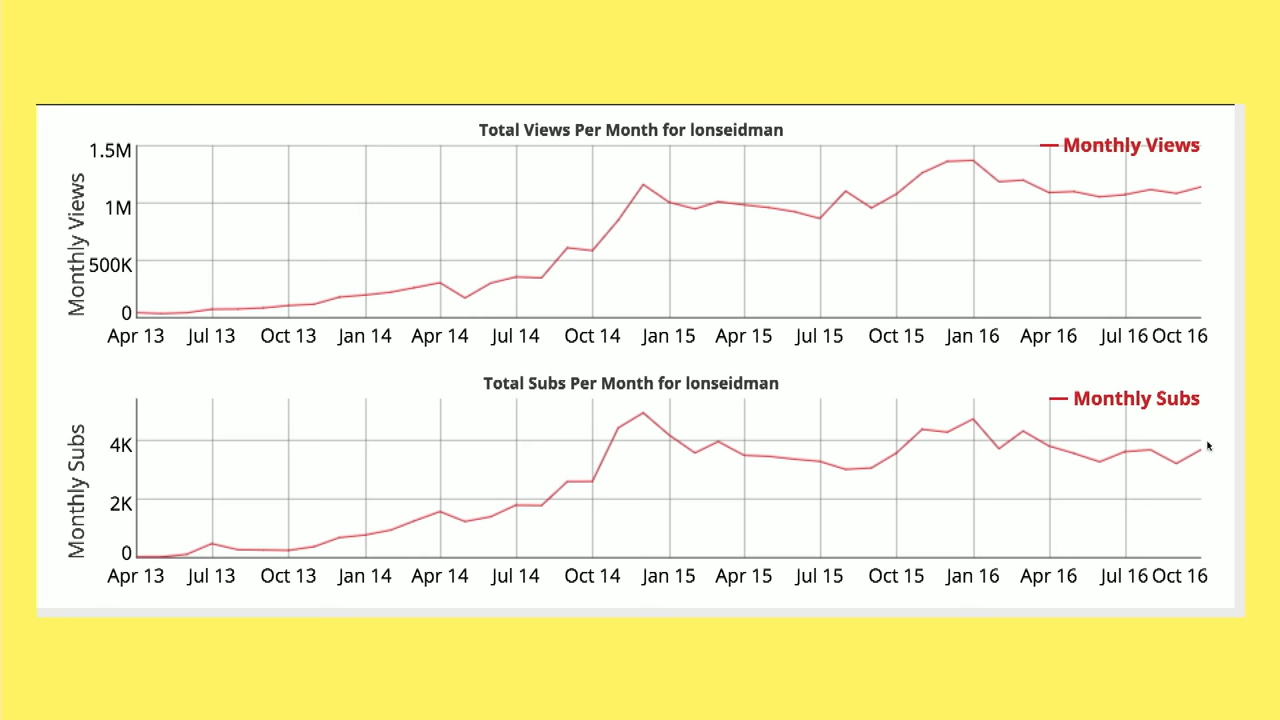 Total Views Per Month for lonseidman
Monthly Views
1.5M
1M
500K
0
Monthly Views
Apr 13 Jul 13 Oct 13 Jan 14 Apr 14 Jul 14 Oct 14 Jan 15 Apr 15 Jul 15 Oct 15 Jan 16 Apr 16 Jul 16 Oct 16
Total Subs Per Month for lonseidman
Monthly Subs
4K
2K
0
Monthly Subs
Apr 13 Jul 13 Oct 13 Jan 14 Apr 14 Jul 14 Oct 14 Jan 15 Apr 15 Jul 15 Oct 15 Jan 16 Apr 16 Jul 16 Oct 16